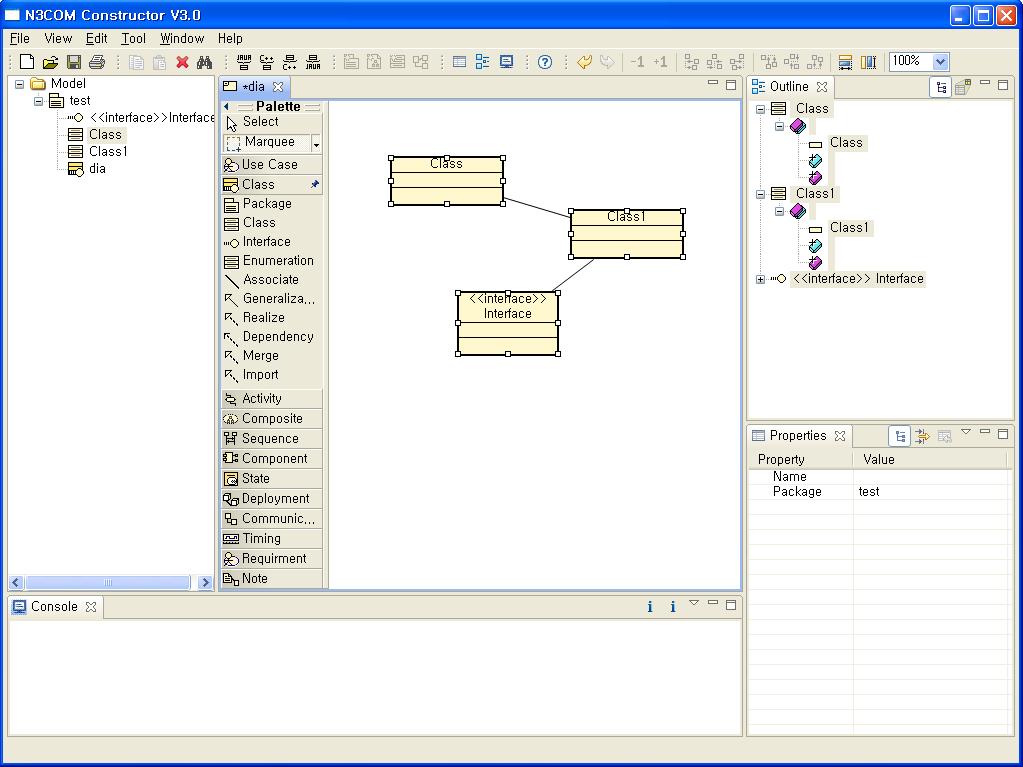 N3COM Constructor V3.0
File View Edit Tool Window Help
-1 +1 100%
Model
test
<<interface>>Interface
Class
Class1
dia
*dia
Palette
Select
Marquee
Use Case
Class
Package
Class
Interface
Enumeration
Associate
Generaliza...
Realize
Dependency
Merge
Import
Activity
Composite
Sequence
Component
State
Deployment
Communic...
Timing
Requirment
Note
Class
Class1
<<interface>>
Interface
Outline
Class
Class
Class1
Class1
<<interface>> Interface
Properties
Property Value
Name
Package test
Console